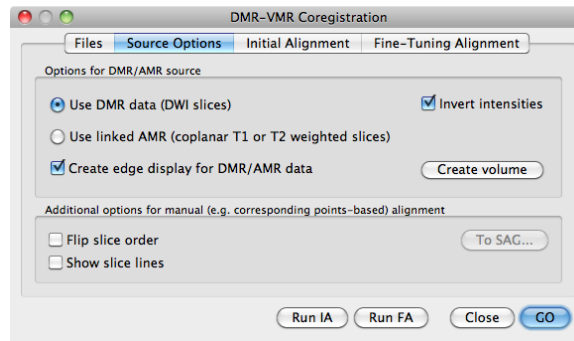 DMR-VMR Coregistration
Files Source Options Initial Alignment Fine-Tuning Alignment
Options for DMR/AMR source
Use DMR data (DWI slices) Invert intensities
Use linked AMR (coplanar T1 or T2 weighted slices)
Create edge display for DMR/AMR data Create volume
Additional options for manual (e.g. corresponding points-based) alignment
Flip slice order To SAG...
Show slice lines
Run IA Run FA Close GO